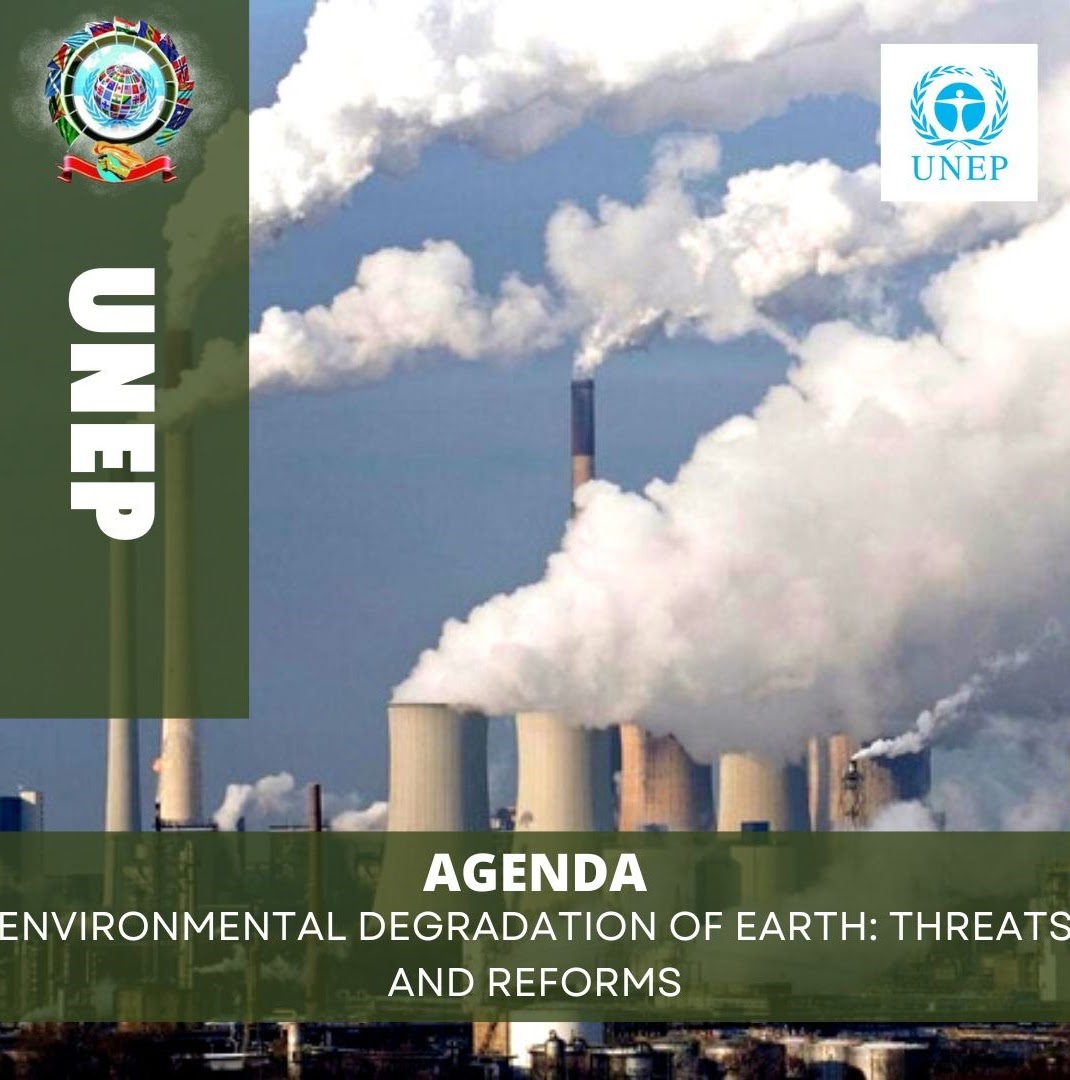 UNEP
UNEP
AGENDA
ENVIRONMENTAL DEGRADATION OF EARTH: THREATS
AND REFORMS